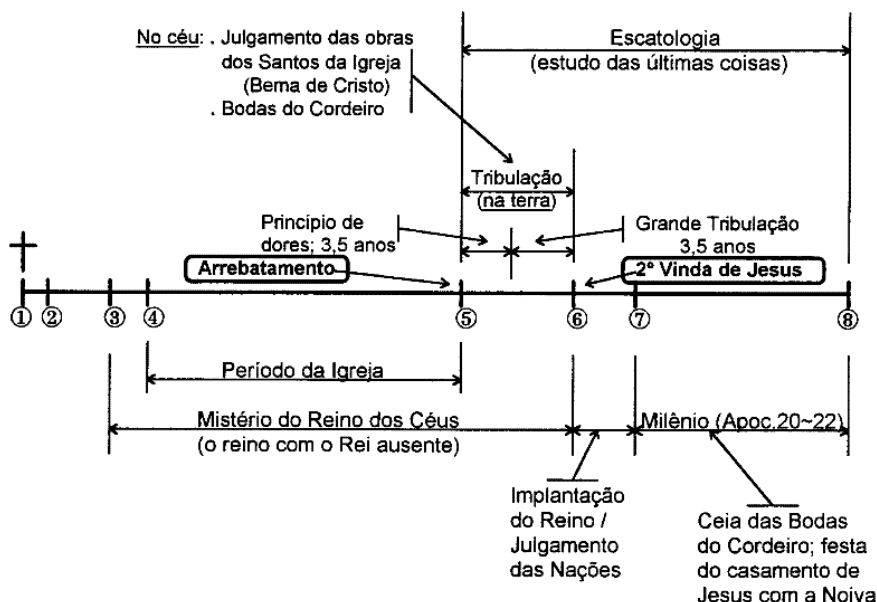 No céu: . Julgamento das obras
dos Santos da Igreja
(Bema de Cristo)
. Bodas do Cordeiro
Escatologia
(estudo das últimas coisas)
Tribulação
(na terra)
Princípio de
dores; 3,5 anos
Grande Tribulação
3,5 anos
Arrebatamento
2º Vinda de Jesus
① ② ③ ④ ⑤ ⑥ ⑦ ⑧
Período da Igreja
Mistério do Reino dos Céus
(o reino com o Rei ausente)
Milênio (Apoc.20~22)
Implantação
do Reino /
Julgamento
das Nações
Ceia das Bodas
do Cordeiro; festa
do casamento de
Jesus com a Noiva